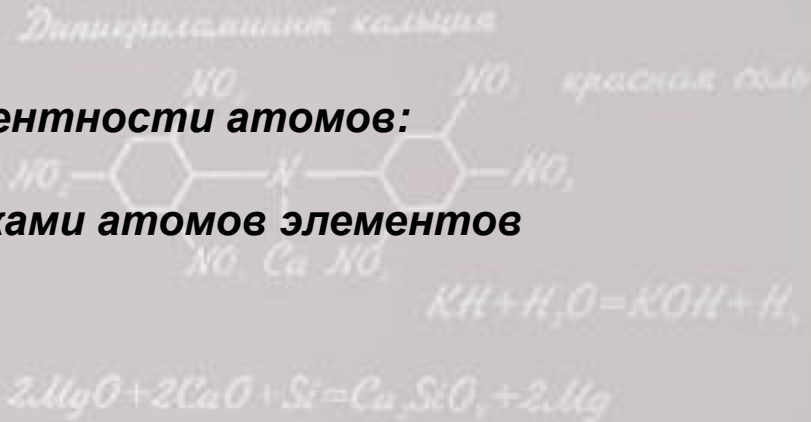 Дипикриламинит кальция
NO₂ NO₂ красная соль
ентности атомов:
NO₂ N NO₂
ками атомов элементов
NO₂ Ca NO₂
KH+H₂O=KOH+H₂
2MgO+2CaO+Si=Ca₂SiO₄+2Mg